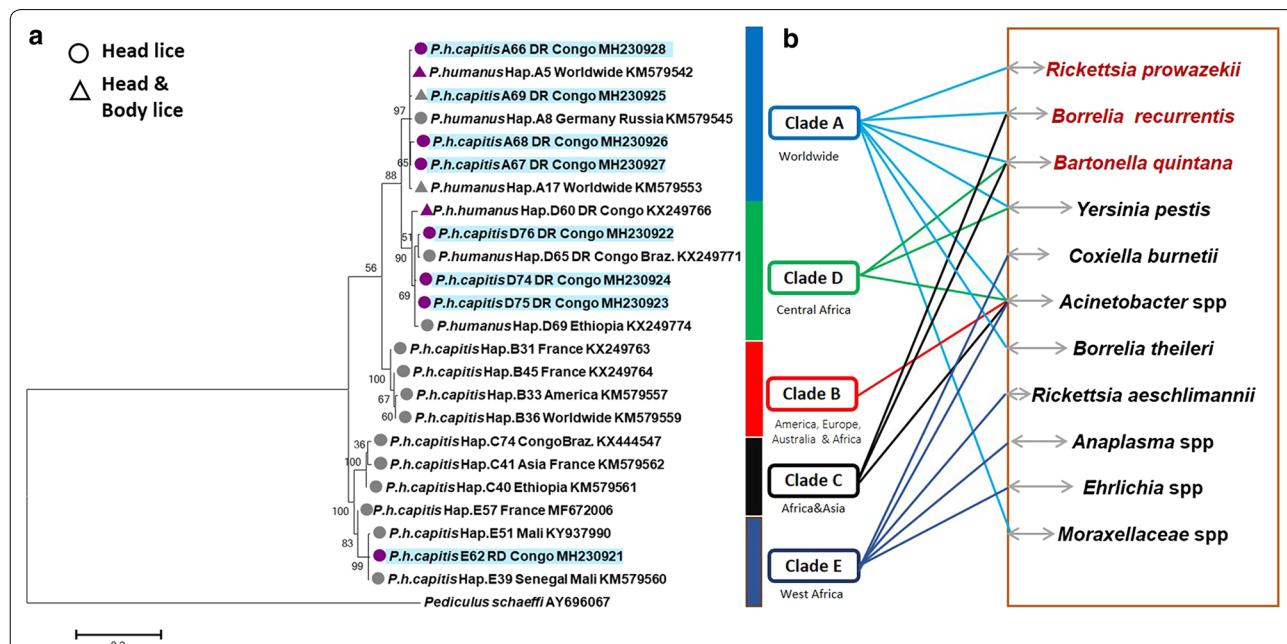 a
Head lice
Head &
Body lice
P.h.capitis A66 DR Congo MH230928
P.humanus Hap.A5 Worldwide KM579542
P.h.capitis A69 DR Congo MH230925
P.humanus Hap.A8 Germany Russia KM579545
P.h.capitis A68 DR Congo MH230926
P.h.capitis A67 DR Congo MH230927
P.humanus Hap.A17 Worldwide KM579553
P.h.humanus Hap.D60 DR Congo KX249766
P.h.capitis D76 DR Congo MH230922
P.humanus Hap.D65 DR Congo Braz. KX249771
P.h.capitis D74 DR Congo MH230924
P.h.capitis D75 DR Congo MH230923
P.humanus Hap.D69 Ethiopia KX249774
P.h.capitis Hap.B31 France KX249763
P.h.capitis Hap.B45 France KX249764
P.h.capitis Hap.B33 America KM579557
P.h.capitis Hap.B36 Worldwide KM579559
P.h.capitis Hap.C74 CongoBraz. KX444547
P.h.capitis Hap.C41 Asia France KM579562
P.h.capitis Hap.C40 Ethiopia KM579561
P.h.capitis Hap.E57 France MF672006
P.h.capitis Hap.E51 Mali KY937990
P.h.capitis E62 RD Congo MH230921
P.h.capitis Hap.E39 Senegal Mali KM579560
Pediculus schaeffi AY696067
97
65
88
51
90
69
56
100
67
60
36
100
100
83
99
b
Clade A
Worldwide
Clade D
Central Africa
Clade B
America, Europe,
Australia & Africa
Clade C
Africa&Asia
Clade E
West Africa
Rickettsia prowazekii
Borrelia recurrentis
Bartonella quintana
Yersinia pestis
Coxiella burnetii
Acinetobacter spp
Borrelia theileri
Rickettsia aeschlimannii
Anaplasma spp
Ehrlichia spp
Moraxellaceae spp